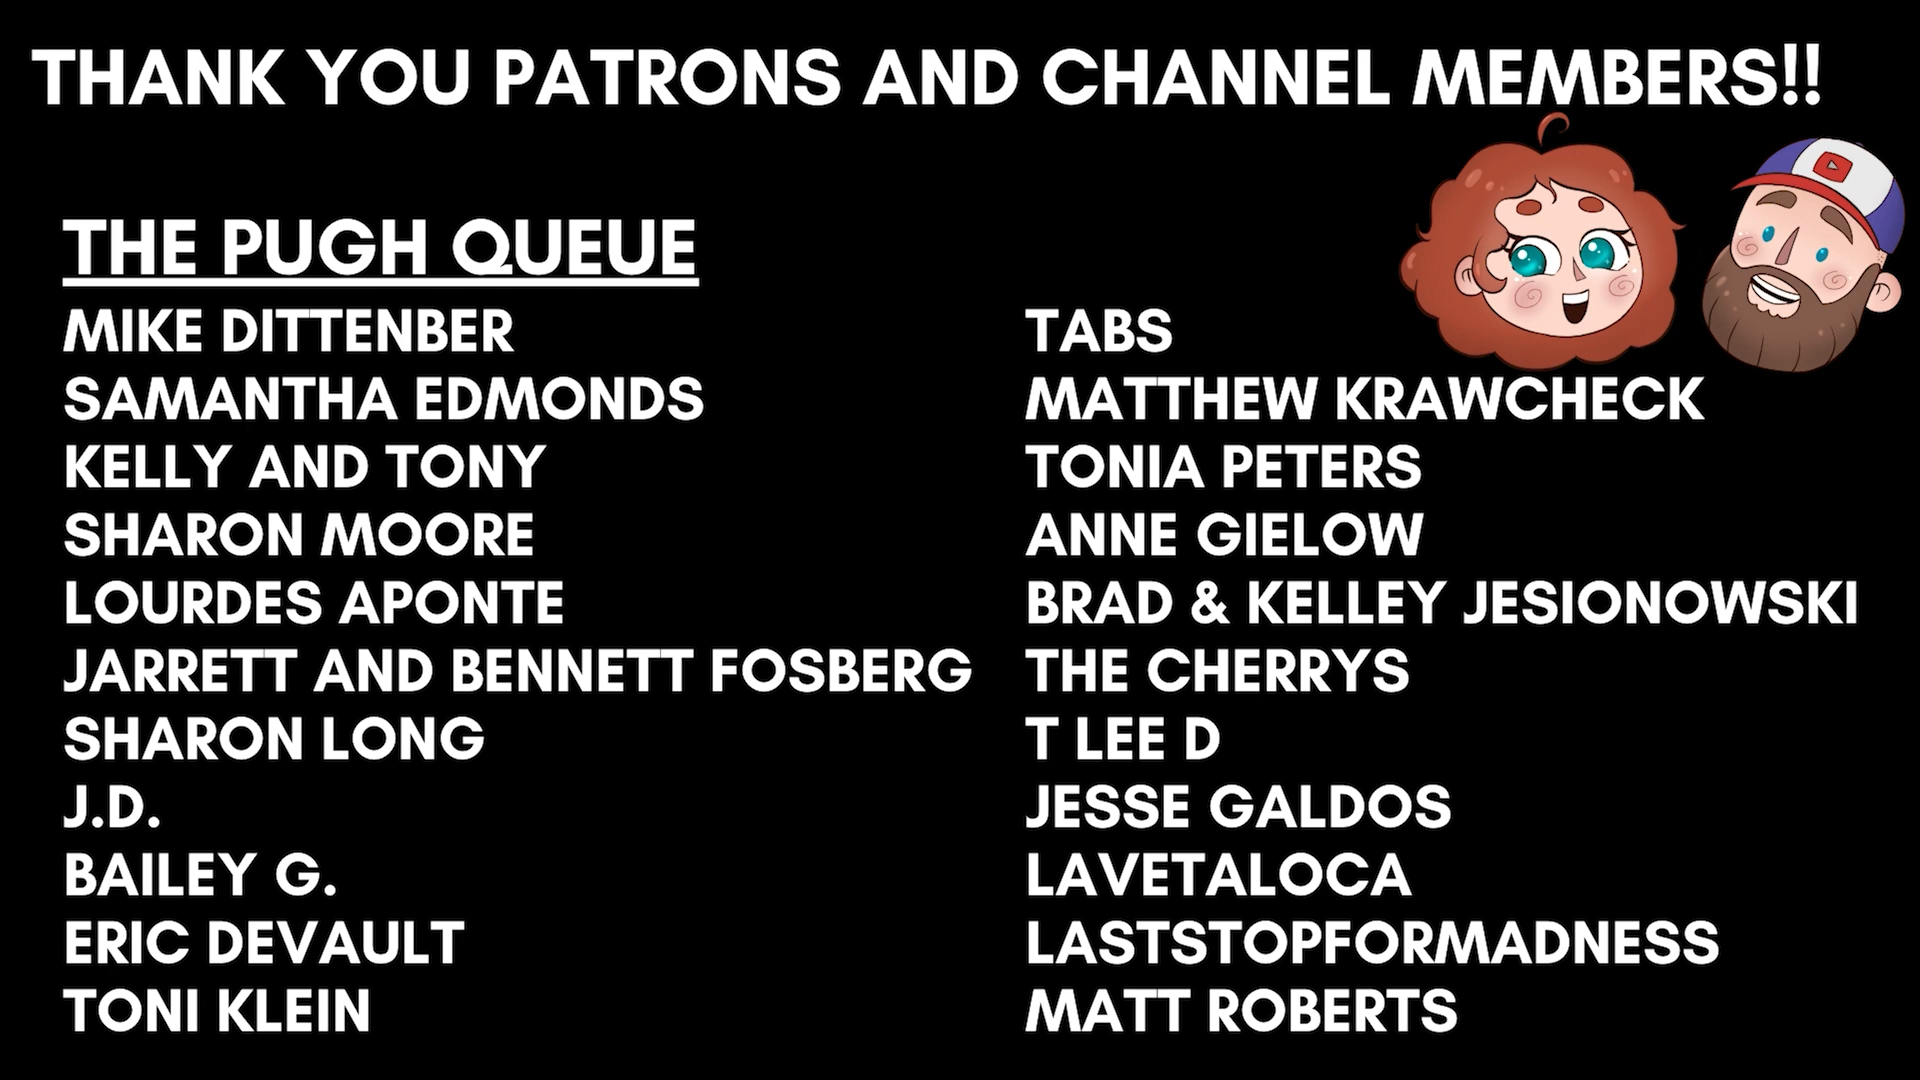 THANK YOU PATRONS AND CHANNEL MEMBERS!!
THE PUGH QUEUE
MIKE DITTENBER
SAMANTHA EDMONDS
KELLY AND TONY
SHARON MOORE
LOURDES APONTE
JARRETT AND BENNETT FOSBERG
SHARON LONG
J.D.
BAILEY G.
ERIC DEVAULT
TONI KLEIN
TABS
MATTHEW KRAWCHECK
TONIA PETERS
ANNE GIELOW
BRAD & KELLEY JESIONOWSKI
THE CHERRYS
T LEE D
JESSE GALDOS
LAVETALOCA
LASTSTOPFORMADNESS
MATT ROBERTS